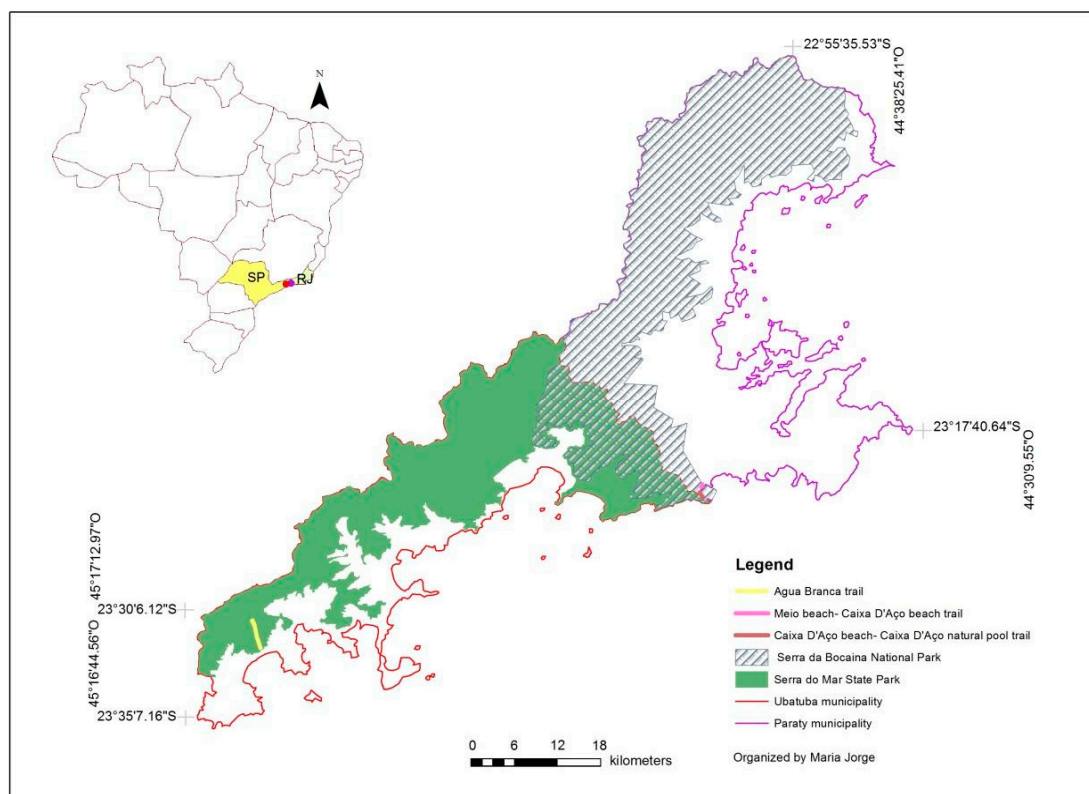 N
SP
RJ
22°55'35.53"S
44°38'25.41"O
23°17'40.64"S
44°30'9.55"O
45°17'12.97"O
23°30'6.12"S
45°16'44.56"O
23°35'7.16"S
Legend
Agua Branca trail
Meio beach- Caixa D'Aço beach trail
Caixa D'Aço beach- Caixa D'Aço natural pool trail
Serra da Bocaina National Park
Serra do Mar State Park
Ubatuba municipality
Paraty municipality
Organized by Maria Jorge
0 6 12 18
kilometers